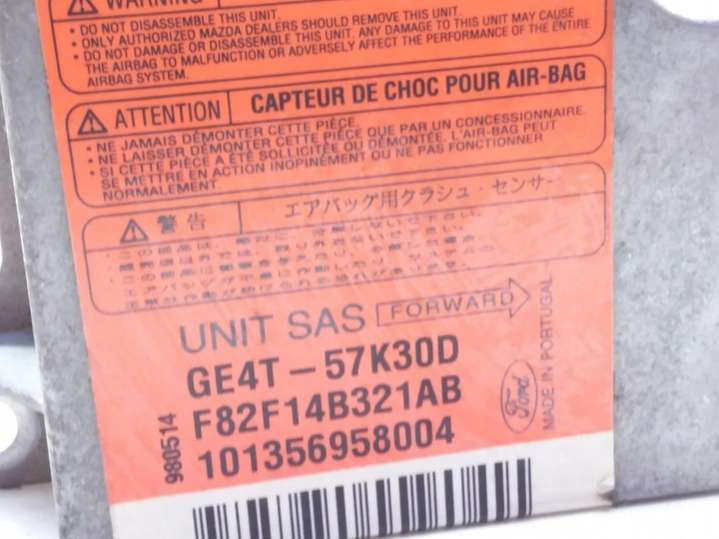 WARNING
• DO NOT DISASSEMBLE THIS UNIT.
• ONLY AUTHORIZED MAZDA DEALERS SHOULD REMOVE THIS UNIT.
• DO NOT DAMAGE OR DISASSEMBLE THIS UNIT. ANY DAMAGE TO THIS UNIT MAY CAUSE
THE AIRBAG TO MALFUNCTION OR ADVERSELY AFFECT THE PERFORMANCE OF THE ENTIRE
AIRBAG SYSTEM.
ATTENTION
CAPTEUR DE CHOC POUR AIR-BAG
• NE JAMAIS DÉMONTER CETTE PIÈCE.
• NE LAISSER DÉMONTER CETTE PIÈCE QUE PAR UN CONCESSIONNAIRE.
• SI CETTE PIÈCE A ÉTÉ SOLLICITÉE OU DÉMONTÉE. L'AIR-BAG PEUT
SE METTRE EN ACTION INOPINÉMENT OU NE PAS FONCTIONNER
NORMALEMENT.
警告
エアバッグ用クラシュ・センサ-
UNIT SAS
FORWARD
GE4T-57K30D
F82F14B321AB
101356958004
980514
Ford
MADE IN PORTUGAL